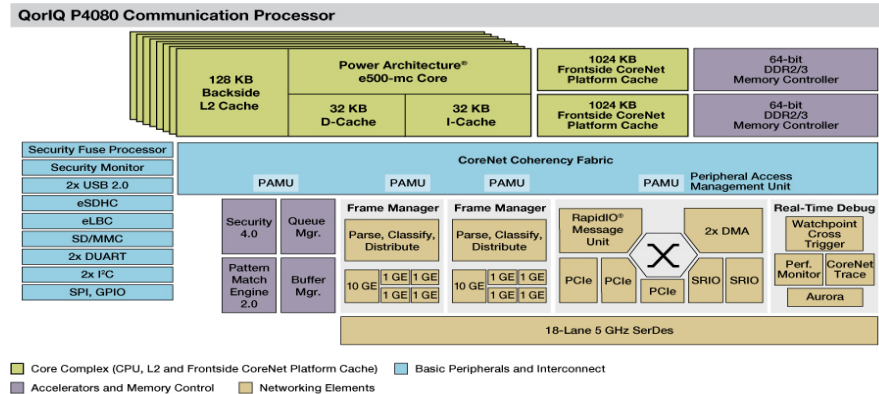 QorIQ P4080 Communication Processor
128 KB
Backside
L2 Cache
Power Architecture®
e500-mc Core
32 KB
D-Cache
32 KB
I-Cache
1024 KB
Frontside CoreNet
Platform Cache
64-bit
DDR2/3
Memory Controller
1024 KB
Frontside CoreNet
Platform Cache
64-bit
DDR2/3
Memory Controller
Security Fuse Processor
Security Monitor
2x USB 2.0
eSDHC
eLBC
SD/MMC
2x DUART
2x I²C
SPI, GPIO
CoreNet Coherency Fabric
PAMU
PAMU
PAMU
PAMU
Peripheral Access
Management Unit
Security
4.0
Queue
Mgr.
Pattern
Match
Engine
2.0
Buffer
Mgr.
Frame Manager
Parse, Classify,
Distribute
10 GE
1 GE
1 GE
1 GE
1 GE
Frame Manager
Parse, Classify,
Distribute
10 GE
1 GE
1 GE
1 GE
1 GE
RapidIO®
Message
Unit
2x DMA
PCIe
PCIe
PCIe
SRIO
SRIO
Real-Time Debug
Watchpoint
Cross
Trigger
Perf.
Monitor
CoreNet
Trace
Aurora
18-Lane 5 GHz SerDes
Core Complex (CPU, L2 and Frontside CoreNet Platform Cache)
Basic Peripherals and Interconnect
Accelerators and Memory Control
Networking Elements